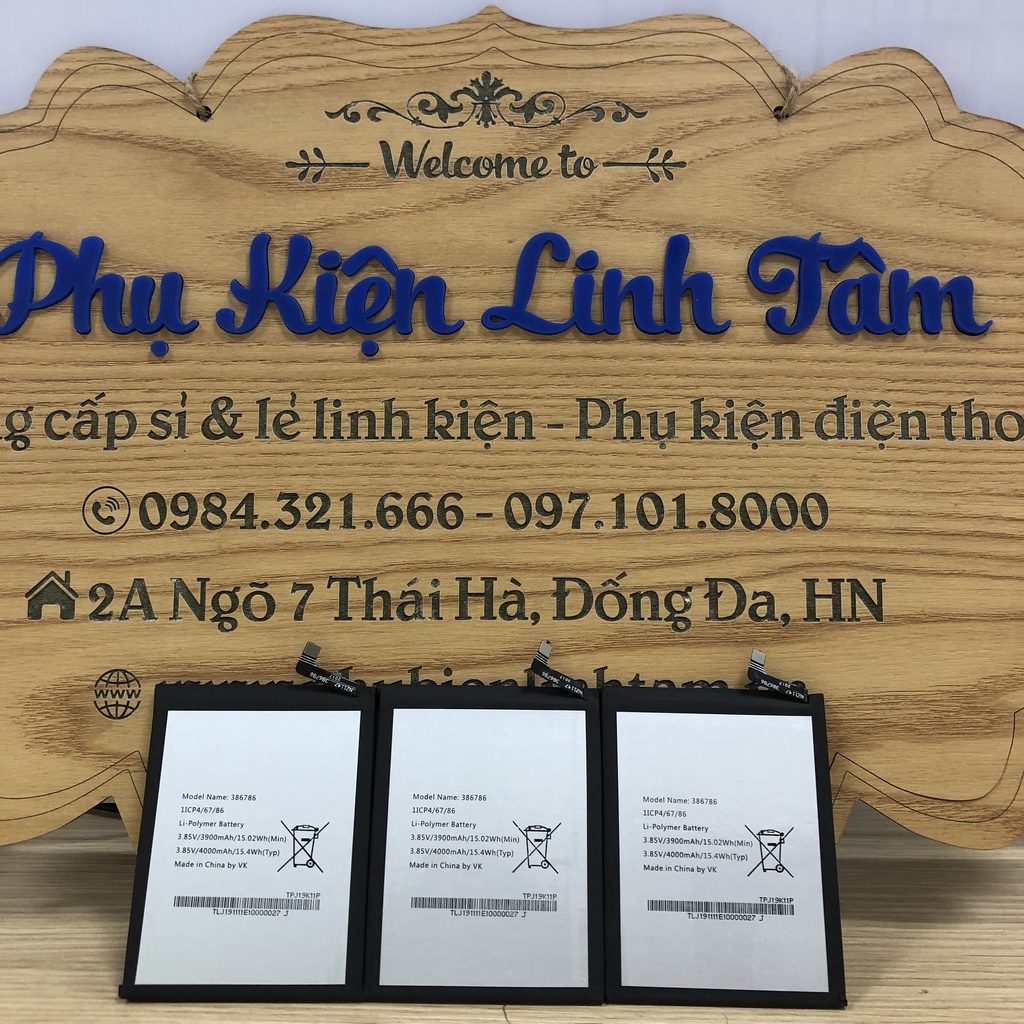 Welcome to
Phụ Kiện Linh Tâm
cấp sỉ & lẻ linh kiện - Phụ kiện điện
0984.321.666 - 097.101.8000
2A Ngõ 7 Thái Hà, Đống Đa, HN
www
Model Name: 386786
1ICP4/67/86
Li-Polymer Battery
3.85V/3900mAh/15.02Wh(Min)
3.85V/4000mAh/15.4Wh(Typ)
Made in China by VK
TPJ19K11P
TLJ191111E10000027 J
Model Name: 386786
1ICP4/67/86
Li-Polymer Battery
3.85V/3900mAh/15.02Wh(Min)
3.85V/4000mAh/15.4Wh(Typ)
Made in China by VK
TPJ19K11P
TLJ191111E10000027 J
Model Name: 386786
1ICP4/67/86
Li-Polymer Battery
3.85V/3900mAh/15.02Wh(Min)
3.85V/4000mAh/15.4Wh(Typ)
Made in China by VK
TPJ19K11P
TLJ191111E10000027 J